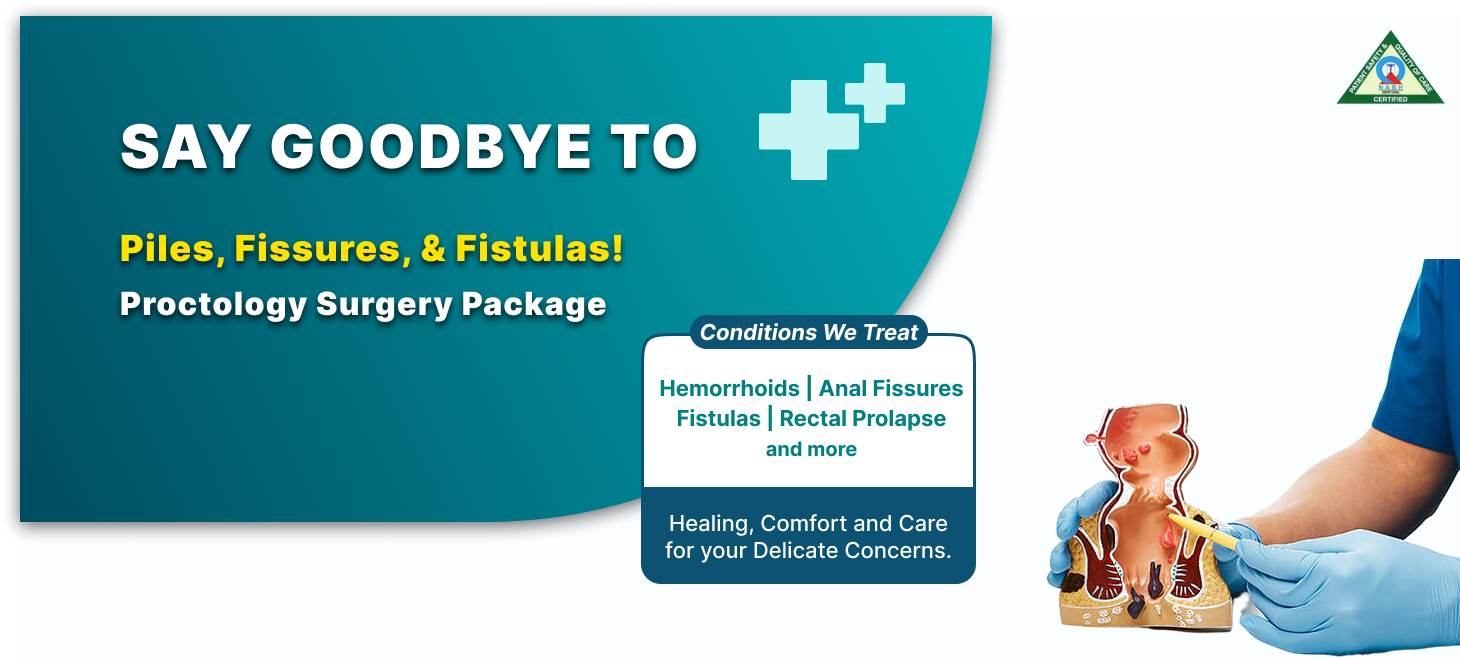 SAY GOODBYE TO
Piles, Fissures, & Fistulas!
Proctology Surgery Package
Conditions We Treat
Hemorrhoids | Anal Fissures
Fistulas | Rectal Prolapse
and more
Healing, Comfort and Care
for your Delicate Concerns.
PATIENT SAFETY &
QUALITY OF CARE
NABH
CERTIFIED